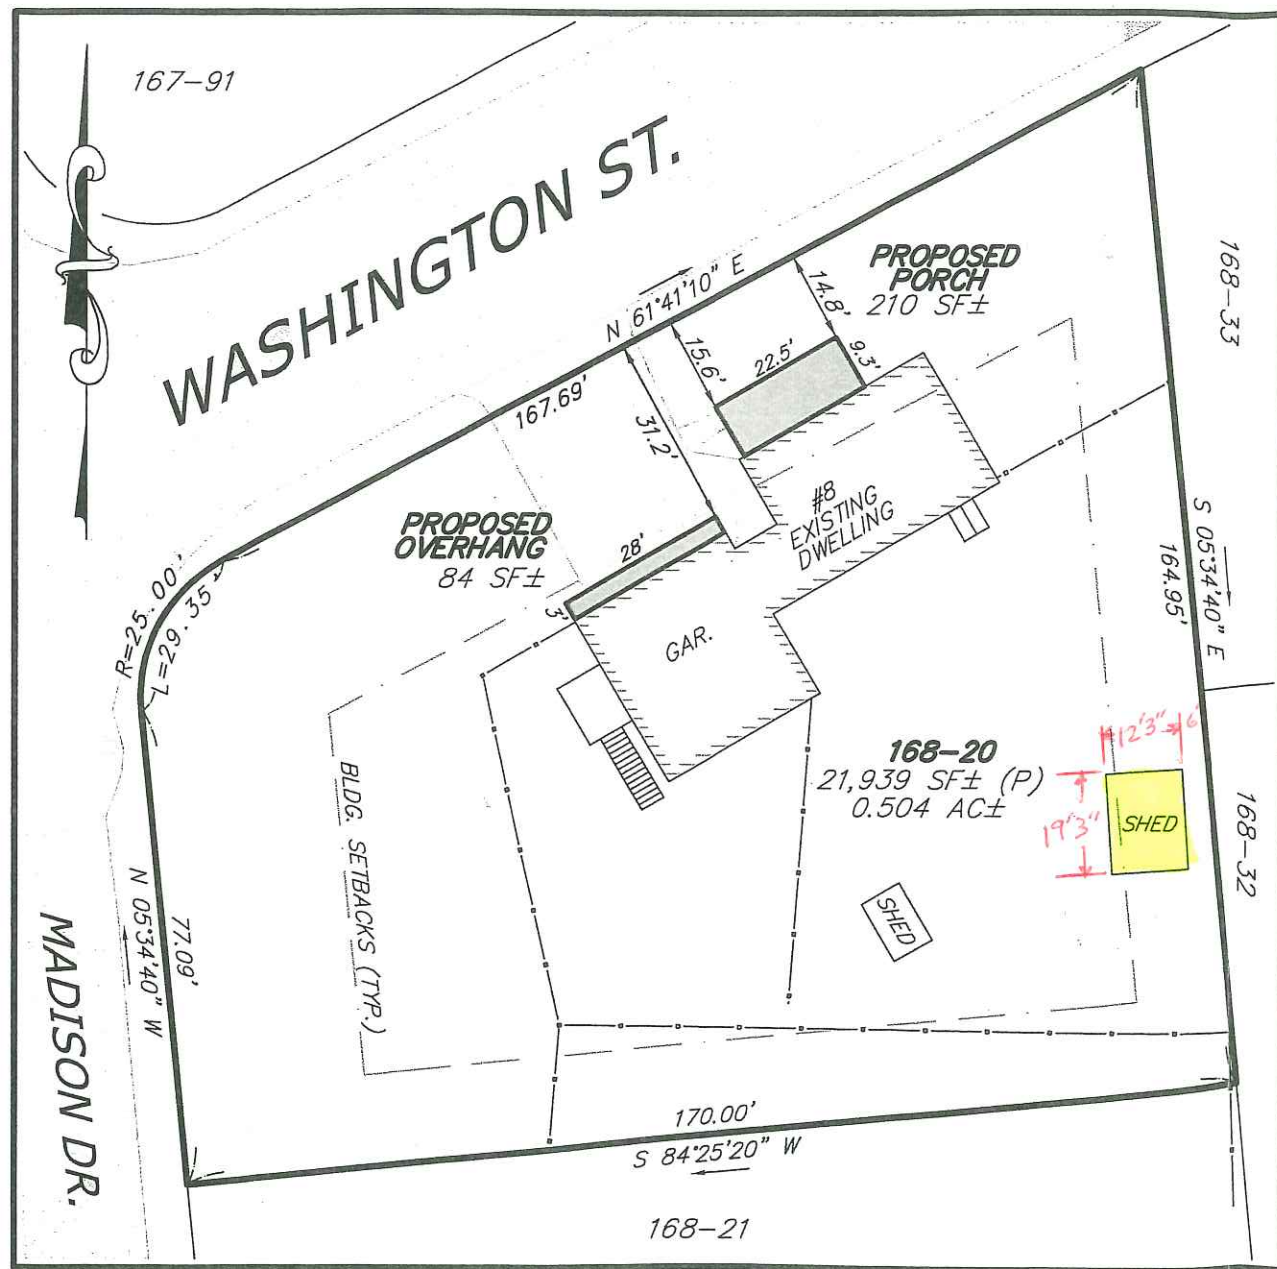 167-91
WASHINGTON ST.
N 61°41'10" E
167.69'
PROPOSED
PORCH
210 SF±
14.8'
15.6'
22.5'
9.3'
31.2'
168-33
#8
EXISTING
DWELLING
PROPOSED
OVERHANG
84 SF±
28'
3'
GAR.
R=25.00'
L=29.35'
S 05°34'40" E
164.95'
168-20
21,939 SF± (P)
0.504 AC±
12'3"
6'
19'3"
SHED
SHED
168-32
BLDG. SETBACKS (TYP.)
N 05°34'40" W
77.09'
MADISON DR.
170.00'
S 84°25'20" W
168-21